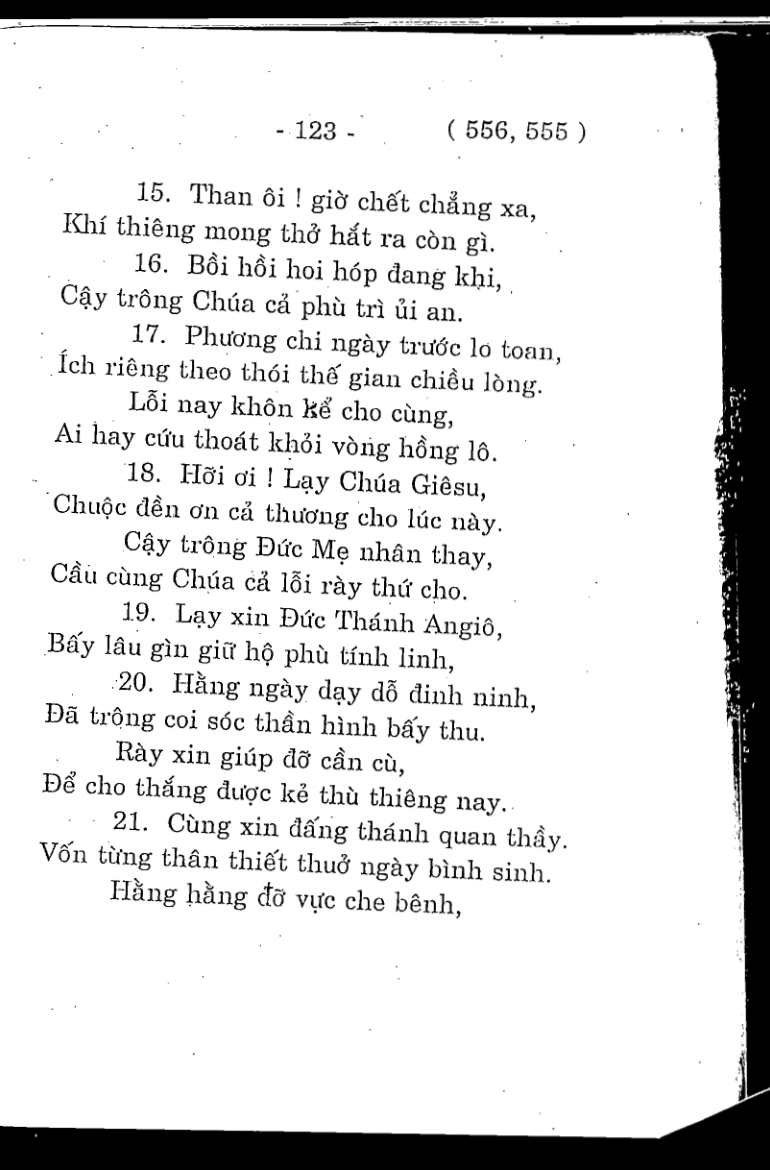 - 123 - ( 556, 555 )
15. Than ôi ! giờ chết chẳng xa,
Khí thiêng mong thở hắt ra còn gì.
16. Bồi hồi hoi hóp đang khi,
Cậy trông Chúa cả phù trì ủi an.
17. Phương chi ngày trước lo toan,
Ích riêng theo thói thế gian chiều lòng.
Lỗi nay khôn kể cho cùng,
Ai hay cứu thoát khỏi vòng hồng lô.
18. Hỡi ơi ! Lạy Chúa Giêsu,
Chuộc đền ơn cả thương cho lúc này.
Cậy trông Đức Mẹ nhân thay,
Cầu cùng Chúa cả lỗi rày thứ cho.
19. Lạy xin Đức Thánh Angiô,
Bấy lâu gìn giữ hộ phù tính linh,
20. Hằng ngày dạy dỗ đinh ninh,
Đã trộng coi sóc thần hình bấy thu.
Rày xin giúp đỡ cần cù,
Để cho thắng được kẻ thù thiêng nay.
21. Cùng xin đấng thánh quan thầy.
Vốn từng thân thiết thuở ngày bình sinh.
Hằng hằng đỡ vực che bênh,